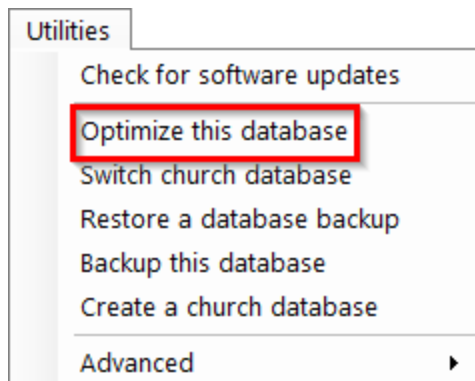 Utilities
Check for software updates
Optimize this database
Switch church database
Restore a database backup
Backup this database
Create a church database
Advanced